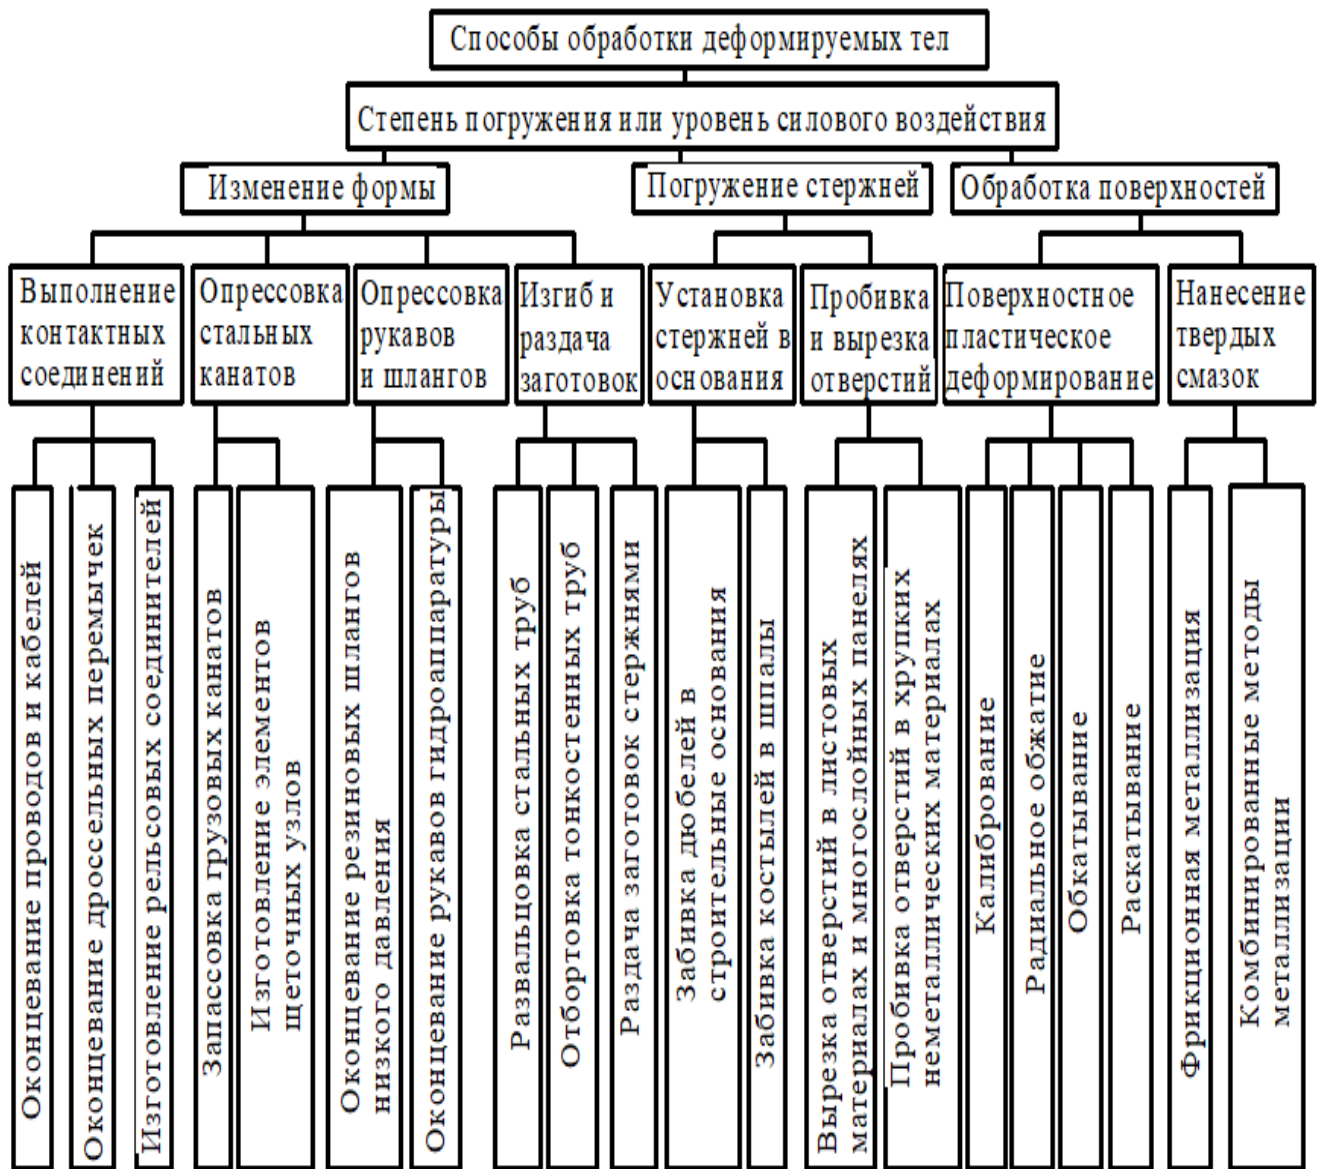 Способы обработки деформируемых тел
Степень погружения или уровень силового воздействия
Изменение формы
Погружение стержней
Обработка поверхностей
Выполнение
контактных
соединений
Опрессовка
стальных
канатов
Опрессовка
рукавов
и шлангов
Изгиб и
раздача
заготовок
Установка
стержней в
основания
Пробивка
и вырезка
отверстий
Поверхностное
пластическое
деформирование
Нанесение
твердых
смазок
Оконцевание проводов и кабелей
Оконцевание дроссельных перемычек
Изготовление рельсовых соединителей
Запассовка грузовых канатов
Изготовление элементов
щеточных узлов
Оконцевание резиновых шлангов
низкого давления
Оконцевание рукавов гидроаппаратуры
Развальцовка стальных труб
Отбортовка тонкостенных труб
Раздача заготовок стержнями
Забивка дюбелей в
строительные основания
Забивка костылей в шпалы
Вырезка отверстий в листовых
материалах и многослойных панелях
Пробивка отверстий в хрупких
неметаллических материалах
Калибрование
Радиальное обжатие
Обкатывание
Раскатывание
Фрикционная металлизация
Комбинированные методы
металлизации